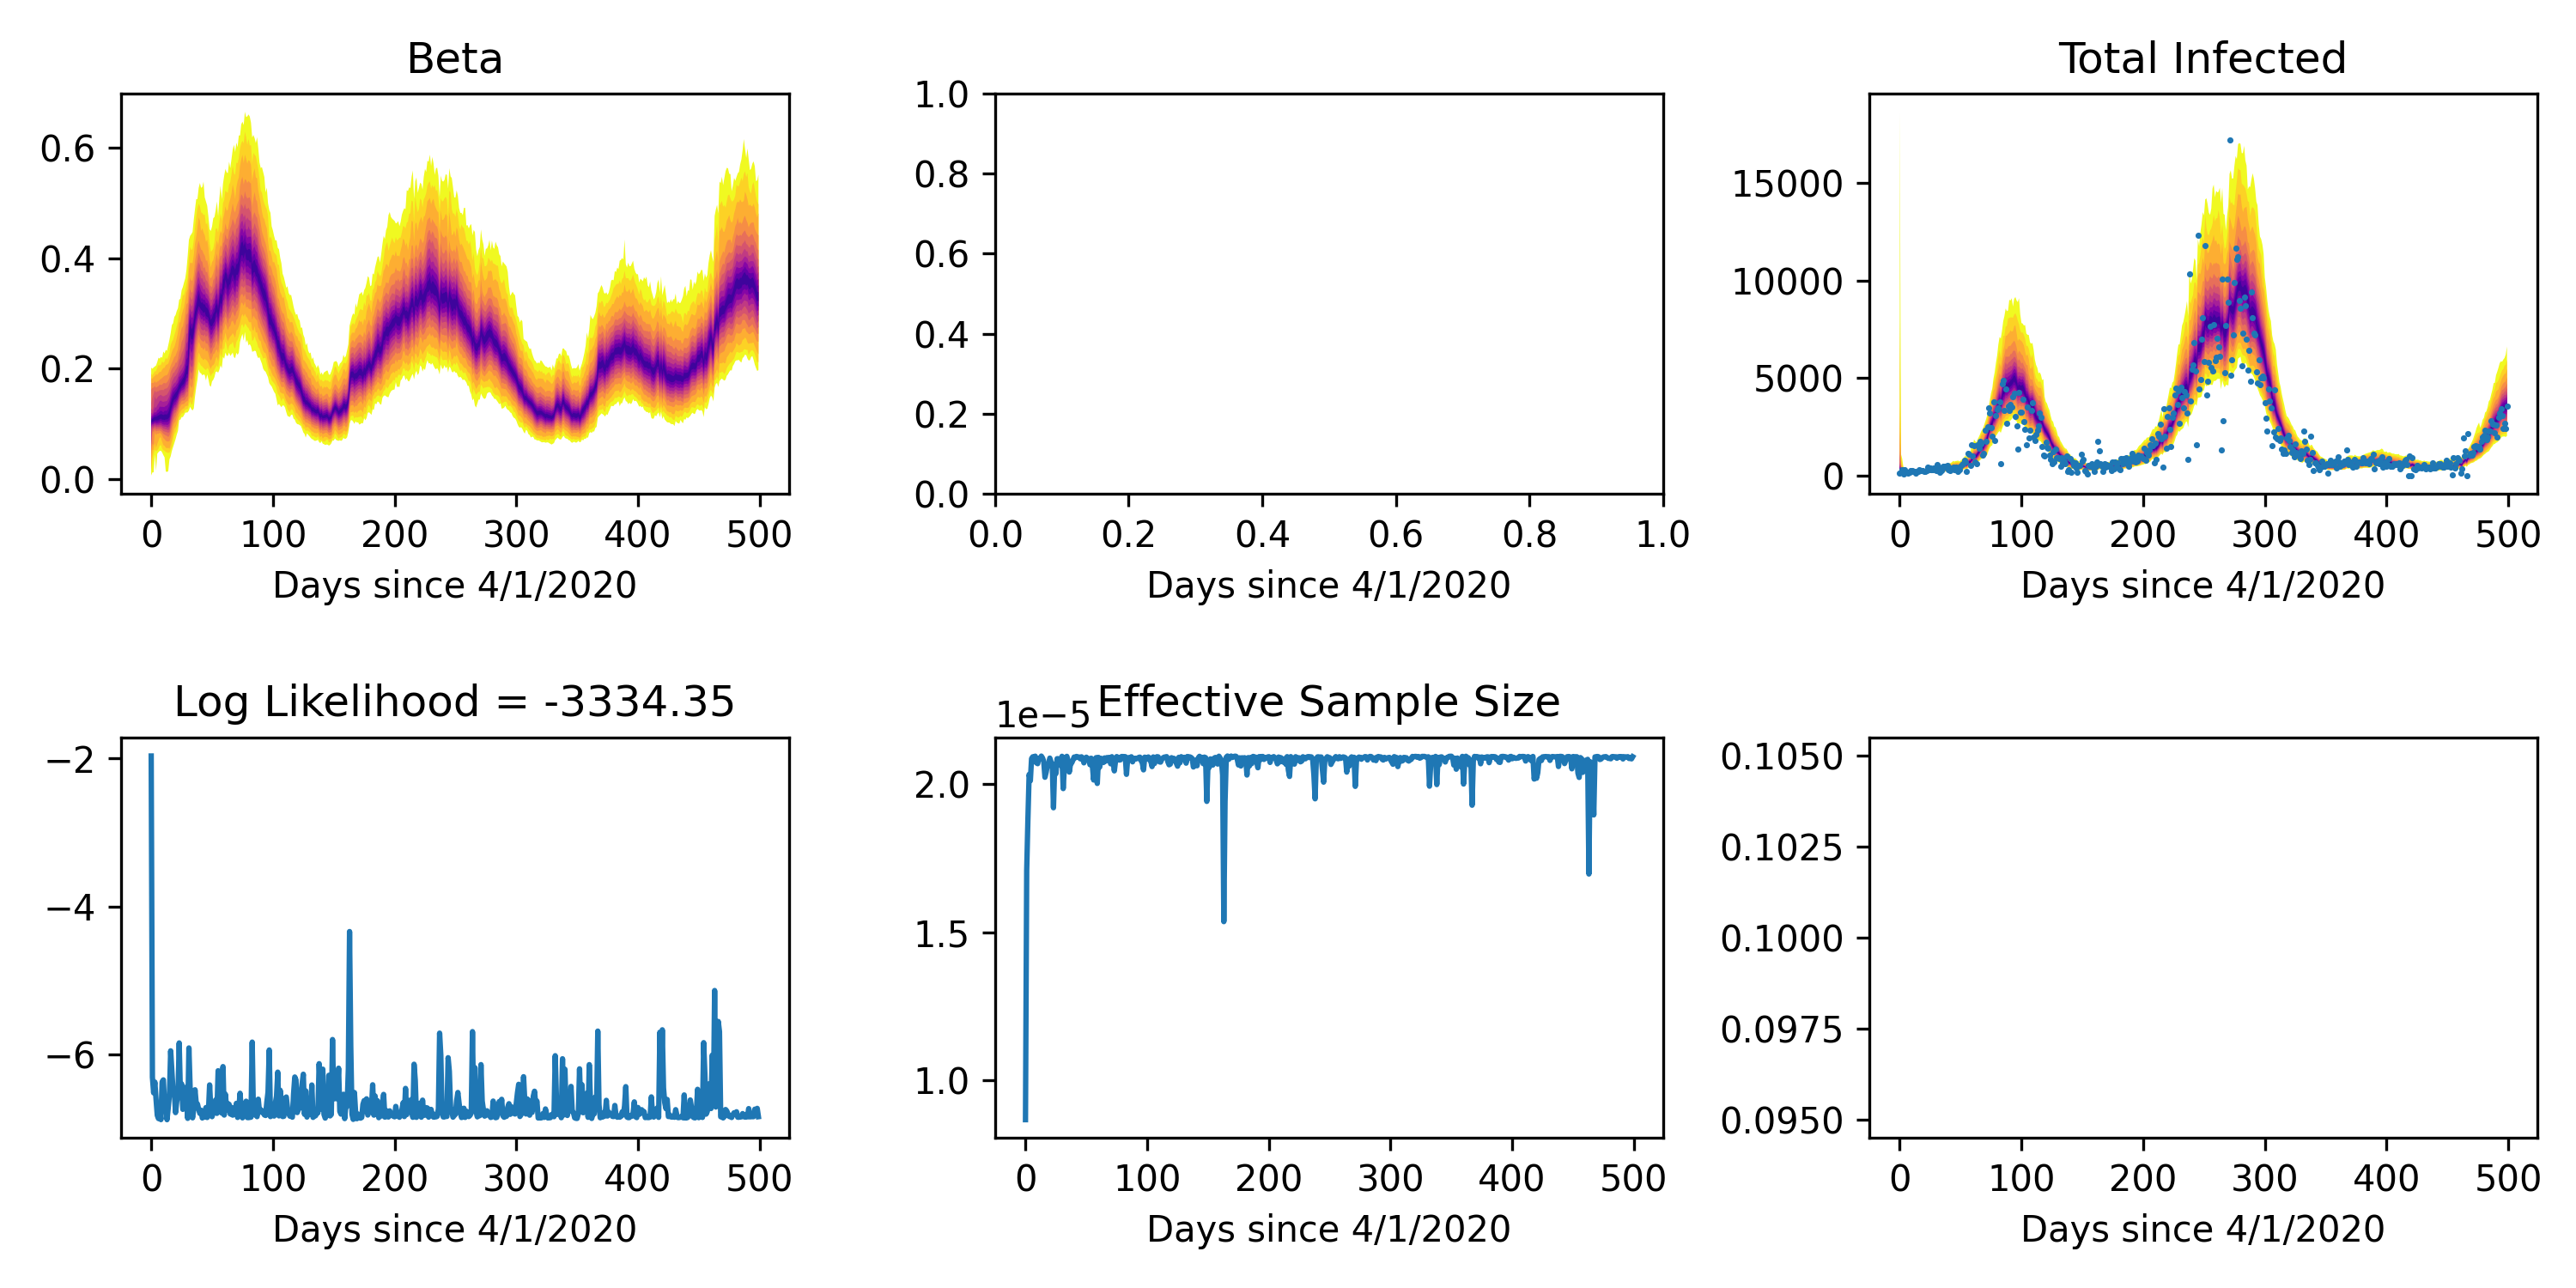 Beta
0.6
0.4
0.2
0.0
0 100 200 300 400 500
Days since 4/1/2020
1.0
0.8
0.6
0.4
0.2
0.0
0.0 0.2 0.4 0.6 0.8 1.0
Days since 4/1/2020
Total Infected
15000
10000
5000
0
0 100 200 300 400 500
Days since 4/1/2020
Log Likelihood = -3334.35
−2
−4
−6
0 100 200 300 400 500
Days since 4/1/2020
Effective Sample Size
1e−5
2.0
1.5
1.0
0 100 200 300 400 500
Days since 4/1/2020
0.1050
0.1025
0.1000
0.0975
0.0950
0 100 200 300 400 500
Days since 4/1/2020